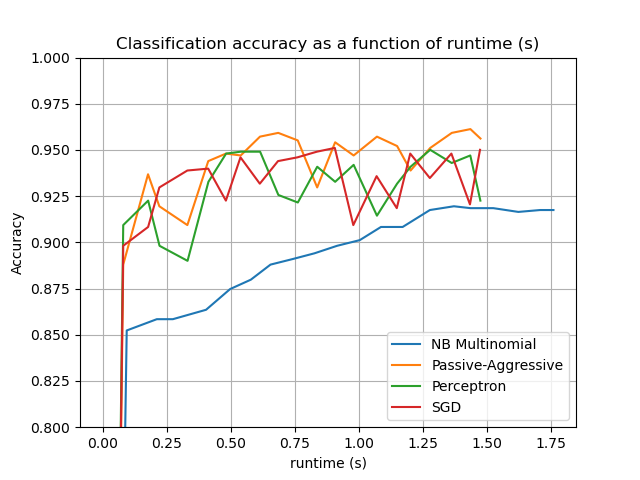 Classification accuracy as a function of runtime (s)
1.000
0.975
0.950
0.925
0.900
0.875
0.850
0.825
0.800
Accuracy
NB Multinomial
Passive-Aggressive
Perceptron
SGD
0.00 0.25 0.50 0.75 1.00 1.25 1.50 1.75
runtime (s)